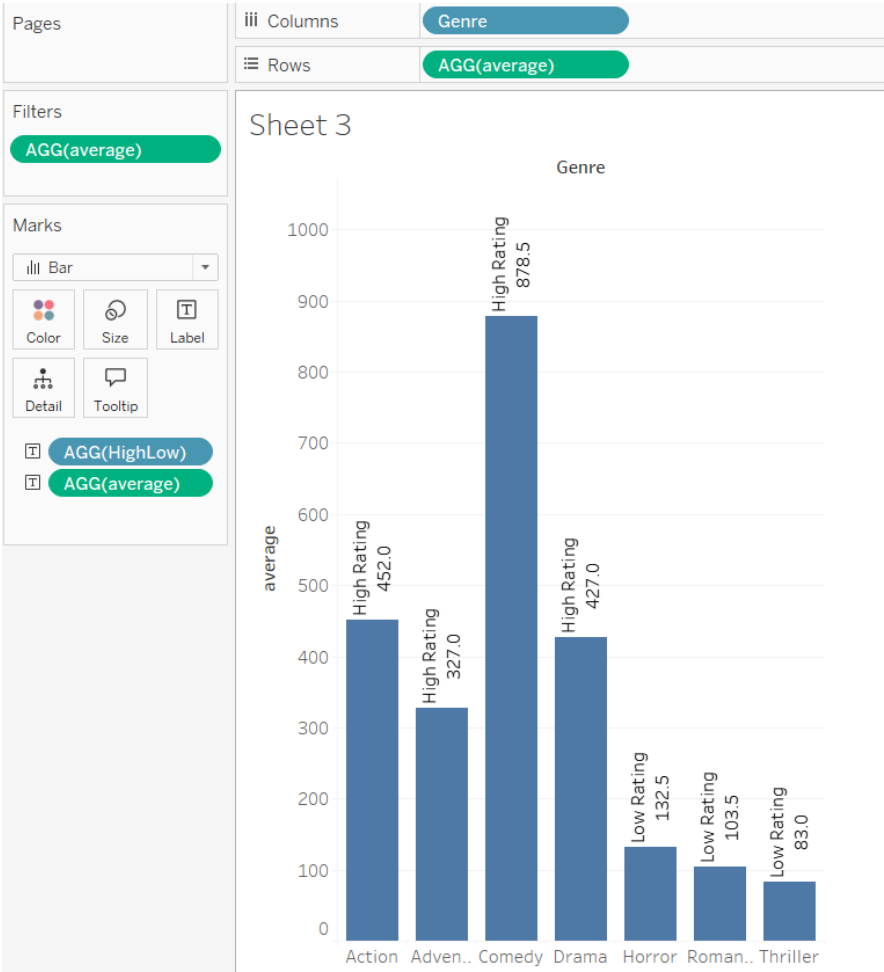 Pages
iii Columns
Genre
Rows
AGG(average)
Filters
AGG(average)
Marks
Bar
Color
Size
Label
Detail
Tooltip
AGG(HighLow)
AGG(average)
Sheet 3
Genre
average
1000
900
800
700
600
500
400
300
200
100
0
High Rating
452.0
High Rating
327.0
High Rating
878.5
High Rating
427.0
Low Rating
132.5
Low Rating
103.5
Low Rating
83.0
Action Adven.. Comedy Drama Horror Roman.. Thriller